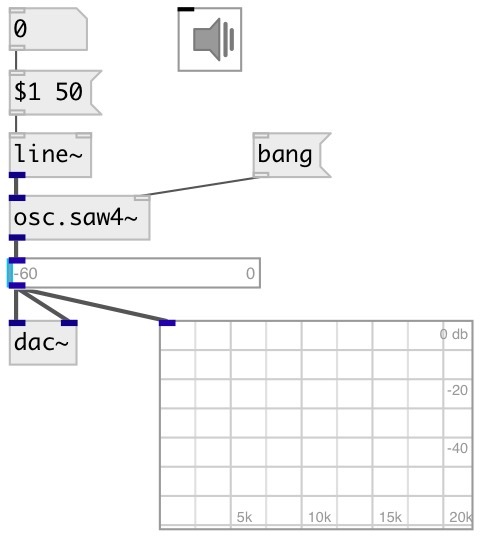 0
$1 50
line~
bang
osc.saw4~
-60 0
dac~
0 db
-20
-40
5k 10k 15k 20k